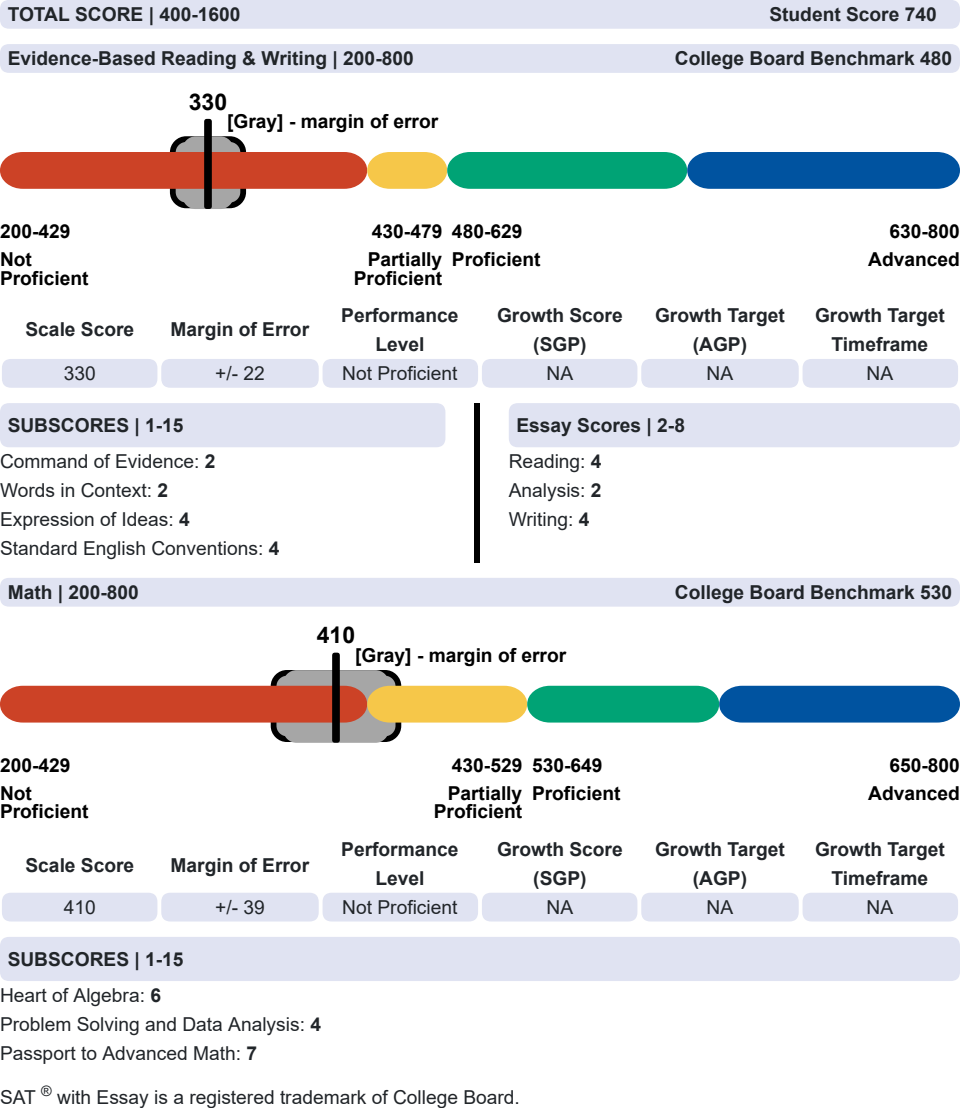 TOTAL SCORE | 400-1600 Student Score 740
Evidence-Based Reading & Writing | 200-800 College Board Benchmark 480
330
[Gray] - margin of error
200-429 430-479 480-629 630-800
Not Proficient Partially Proficient Proficient Advanced
Scale Score Margin of Error Performance Level Growth Score (SGP) Growth Target (AGP) Growth Target Timeframe
330 +/- 22 Not Proficient NA NA NA
SUBSCORES | 1-15
Command of Evidence: 2
Words in Context: 2
Expression of Ideas: 4
Standard English Conventions: 4
Essay Scores | 2-8
Reading: 4
Analysis: 2
Writing: 4
Math | 200-800 College Board Benchmark 530
410
[Gray] - margin of error
200-429 430-529 530-649 650-800
Not Proficient Partially Proficient Proficient Advanced
Scale Score Margin of Error Performance Level Growth Score (SGP) Growth Target (AGP) Growth Target Timeframe
410 +/- 39 Not Proficient NA NA NA
SUBSCORES | 1-15
Heart of Algebra: 6
Problem Solving and Data Analysis: 4
Passport to Advanced Math: 7
SAT ® with Essay is a registered trademark of College Board.